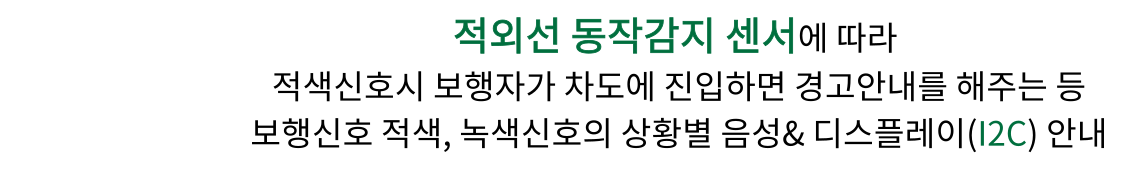 적외선 동작감지 센서에 따라
적색신호시 보행자가 차도에 진입하면 경고안내를 해주는 등
보행신호 적색, 녹색신호의 상황별 음성& 디스플레이(I2C) 안내